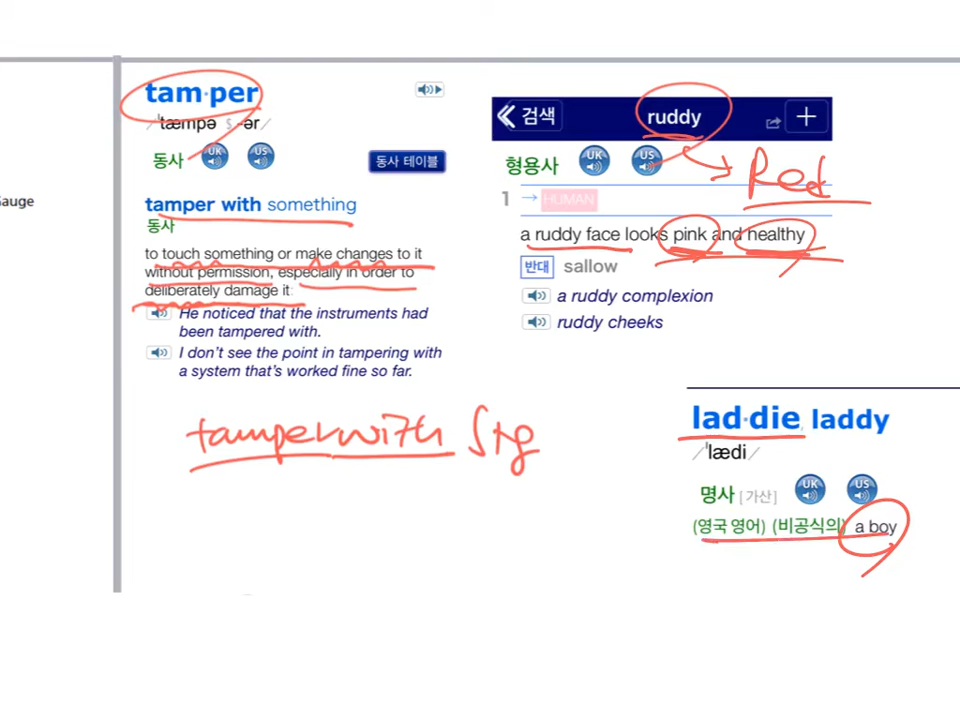 Gauge
tam·per
/ˈtæmpə $ -ər/
동사 UK US 동사 테이블
tamper with something
동사
to touch something or make changes to it
without permission, especially in order to
deliberately damage it:
He noticed that the instruments had
been tampered with.
I don't see the point in tampering with
a system that's worked fine so far.
tamper with Stg
검색 ruddy +
형용사 UK US
Red
1 → HUMAN
a ruddy face looks pink and healthy
반대 sallow
a ruddy complexion
ruddy cheeks
lad·die, laddy
/ˈlædi/
명사 [가산] UK US
(영국 영어) (비공식의) a boy